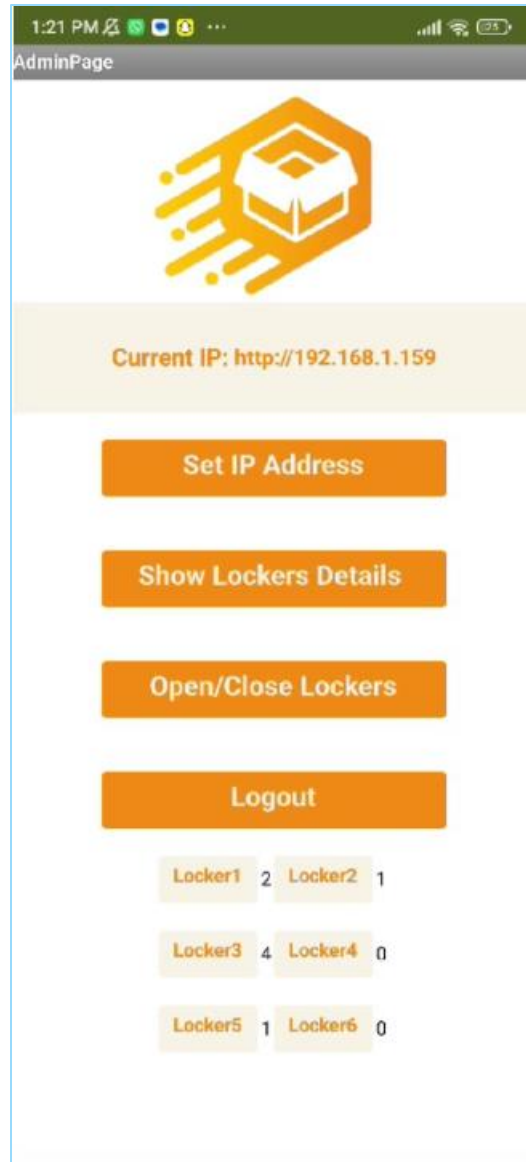 1:21 PM ... 25
AdminPage
Current IP: http://192.168.1.159
Set IP Address
Show Lockers Details
Open/Close Lockers
Logout
Locker1 2 Locker2 1
Locker3 4 Locker4 0
Locker5 1 Locker6 0